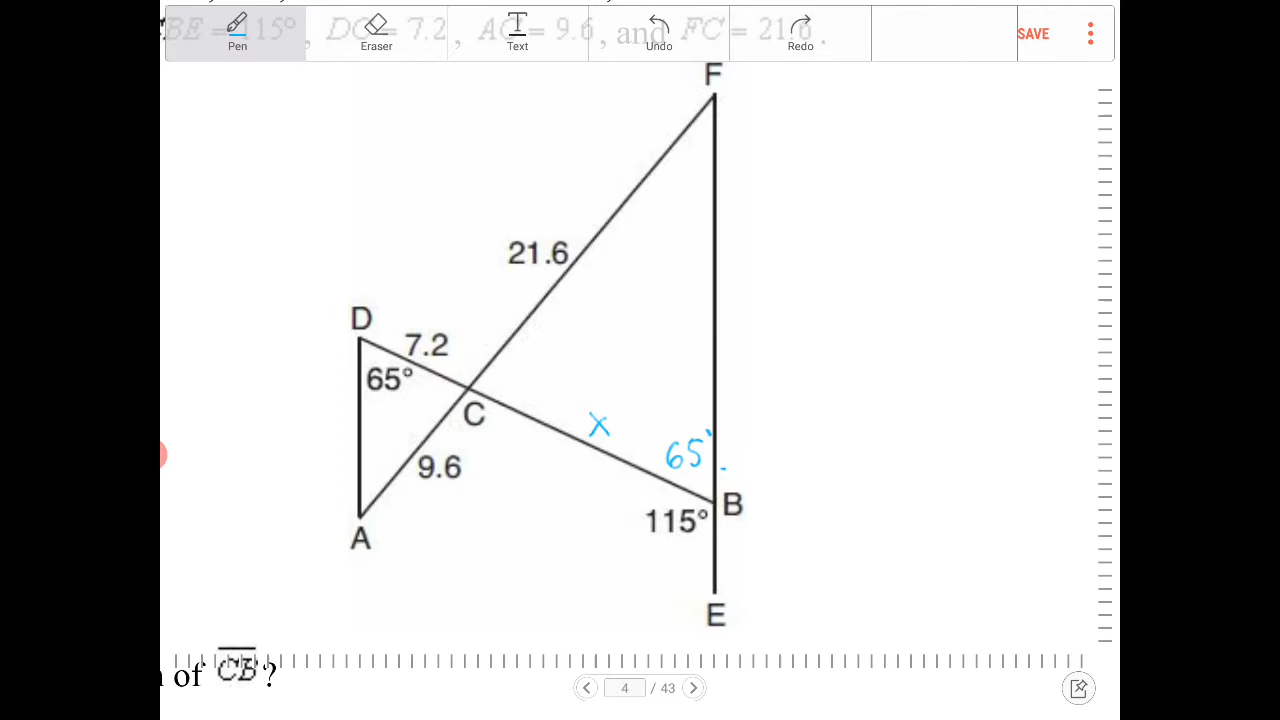 CBE = 115°, DC = 7.2, AC = 9.6, and FC = 21.6.
Pen Eraser Text Undo Redo SAVE
F
21.6
D
7.2
65°
C
x
65°
9.6
B
115°
A
E
of CB?
4 / 43